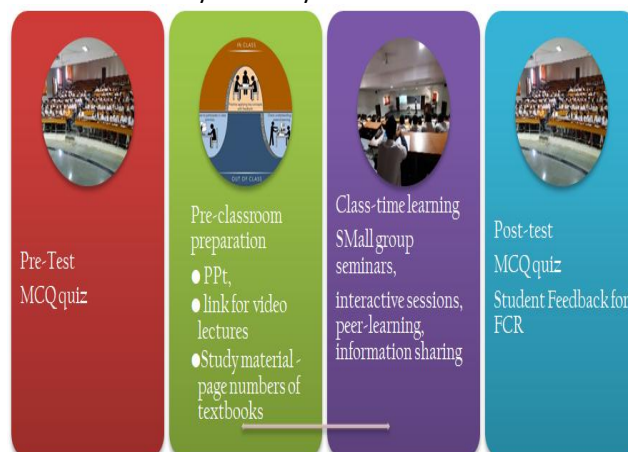 Pre-Test
MCQ quiz
IN CLASS
OUT OF CLASS
Pre-classroom
preparation
● PPt,
● link for video
lectures
●Study material -
page numbers of
textbooks
Class-time learning
SMall group
seminars,
interactive sessions,
peer-learning,
information sharing
Post-test
MCQ quiz
Student Feedback for
FCR